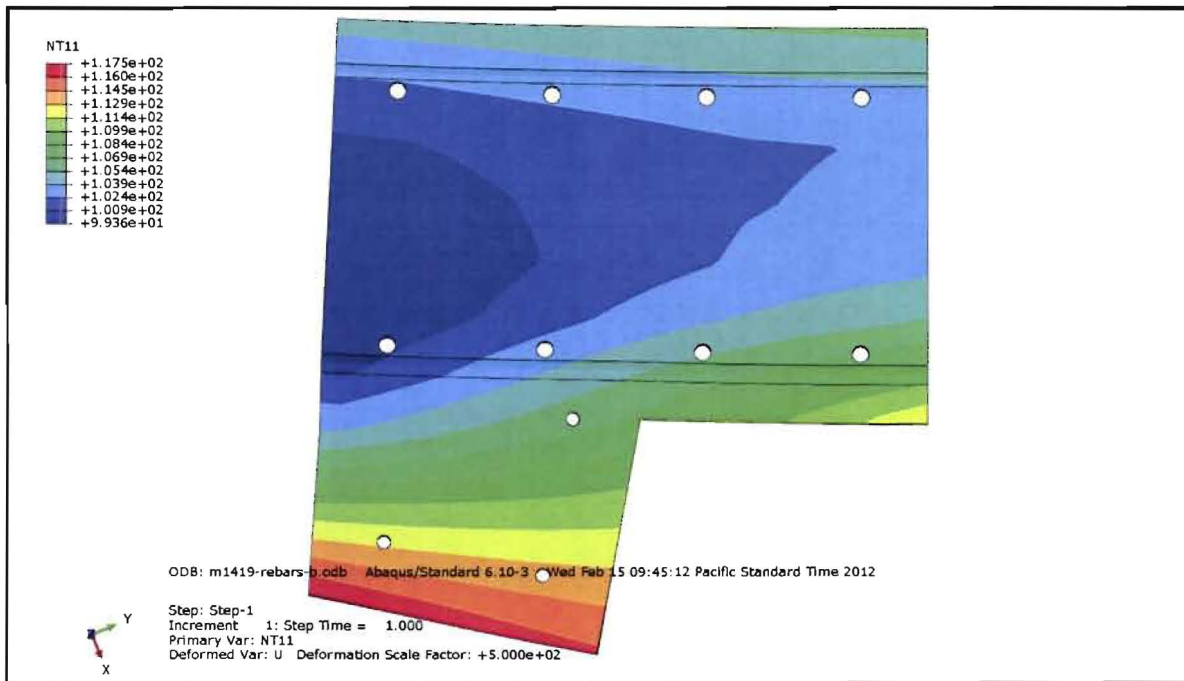 NT11
+1.175e+02
+1.160e+02
+1.145e+02
+1.129e+02
+1.114e+02
+1.099e+02
+1.084e+02
+1.069e+02
+1.054e+02
+1.039e+02
+1.024e+02
+1.009e+02
+9.936e+01
ODB: m1419-rebars-b.odb Abaqus/Standard 6.10-3 Wed Feb 15 09:45:12 Pacific Standard Time 2012
Step: Step-1
Increment 1: Step Time = 1.000
Primary Var: NT11
Deformed Var: U Deformation Scale Factor: +5.000e+02
Y
Z
X